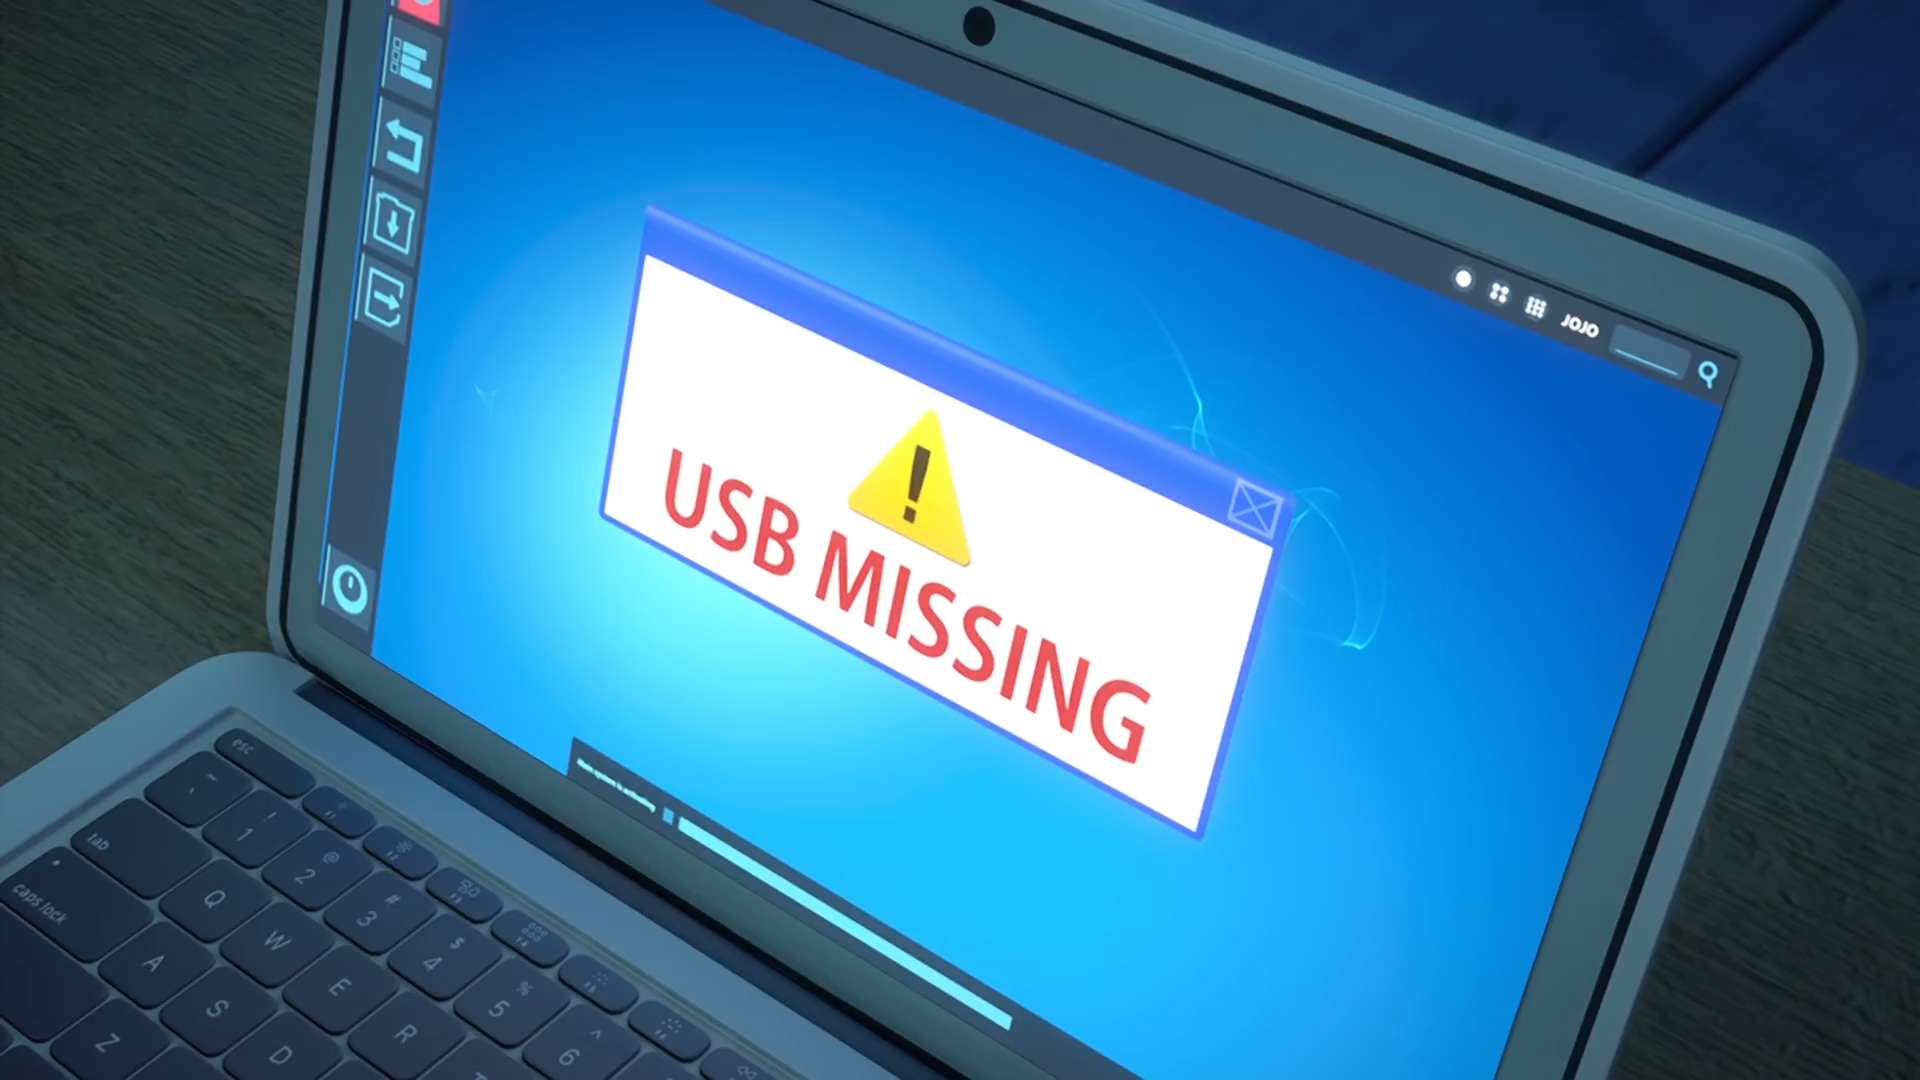 JOJO
USB MISSING
esc
~
! 1
@ 2
# 3
$ 4
% 5
^ 6
tab
Q
W
E
R
caps lock
A
S
D
Z